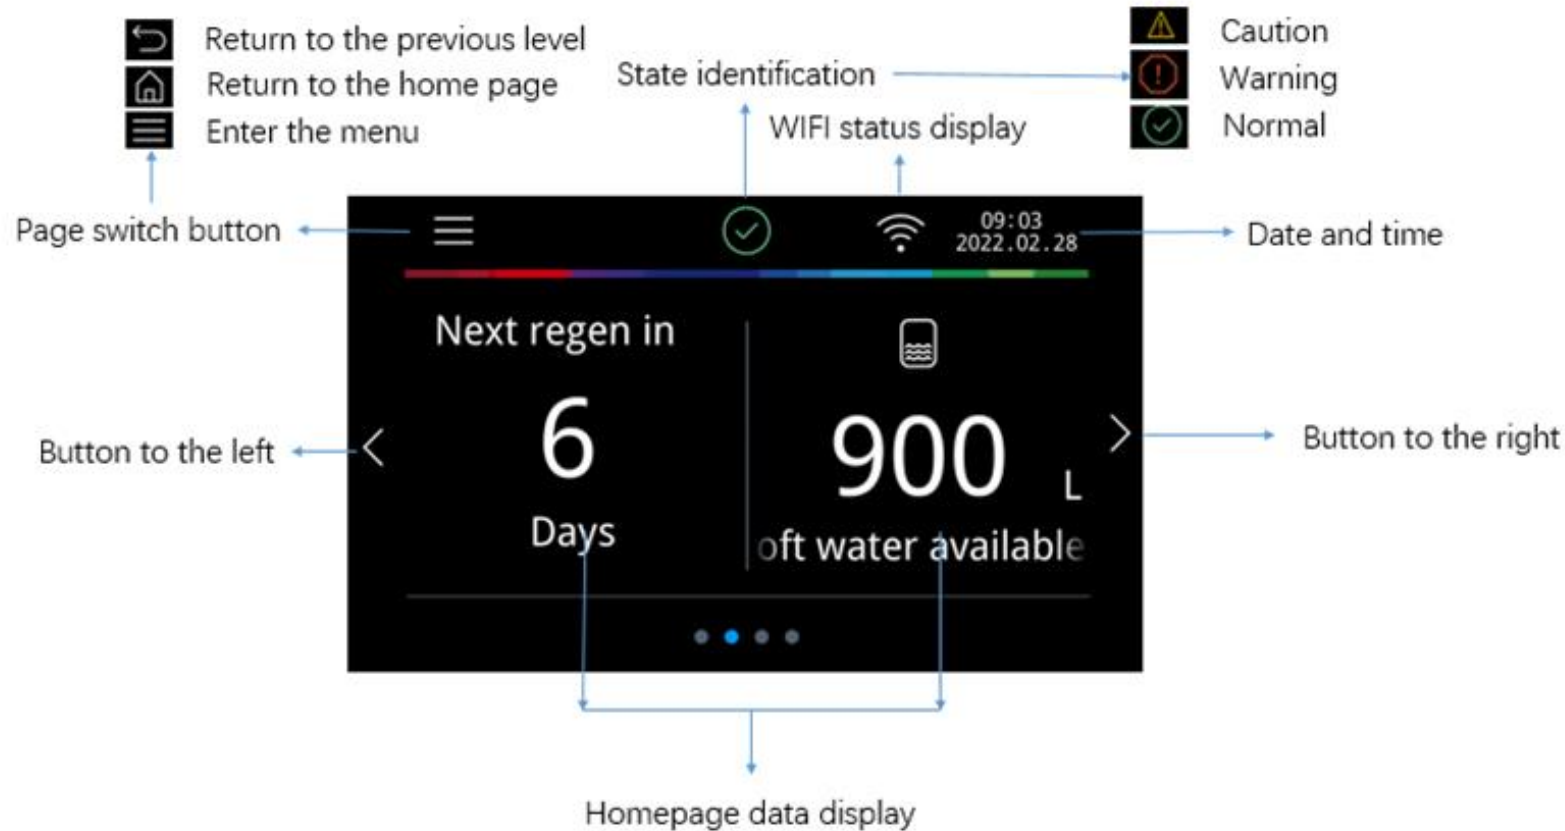 Return to the previous level
Return to the home page
Enter the menu
State identification
Caution
Warning
Normal
WIFI status display
Page switch button
09:03
2022.02.28
Date and time
Next regen in
6
Days
900 L
oft water available
Button to the left
Button to the right
Homepage data display